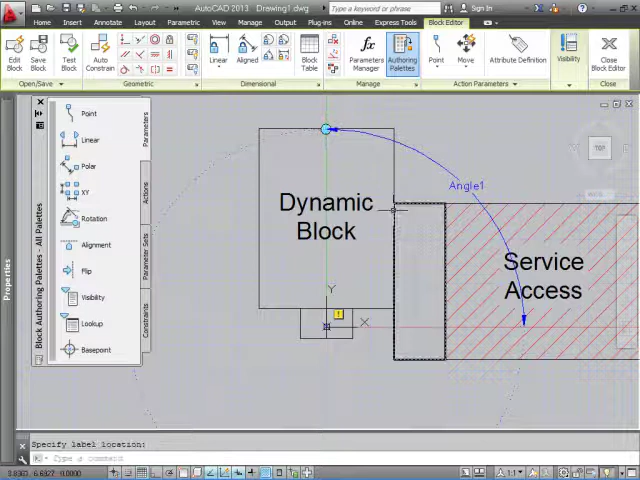 AutoCAD 2013 Drawing1.dwg
Type a keyword or phrase
Sign In
Home Insert Annotate Layout Parametric View Manage Output Plug-ins Online Express Tools Block Editor
Edit Block
Save Block
Test Block
Auto Constrain
Linear
Aligned
Block Table
Parameters Manager
Authoring Palettes
Point
Move
Attribute Definition
Visibility
Close Block Editor
Open/Save
Geometric
Dimensional
Manage
Action Parameters
Close
Point
Linear
Polar
XY
Rotation
Alignment
Flip
Visibility
Lookup
Basepoint
Parameters
Actions
Parameter Sets
Constraints
Block Authoring Palettes - All Palettes
Properties
Dynamic
Block
Angle1
Service
Access
TOP
Y
X
!
Specify label location:
Type a command
1:1